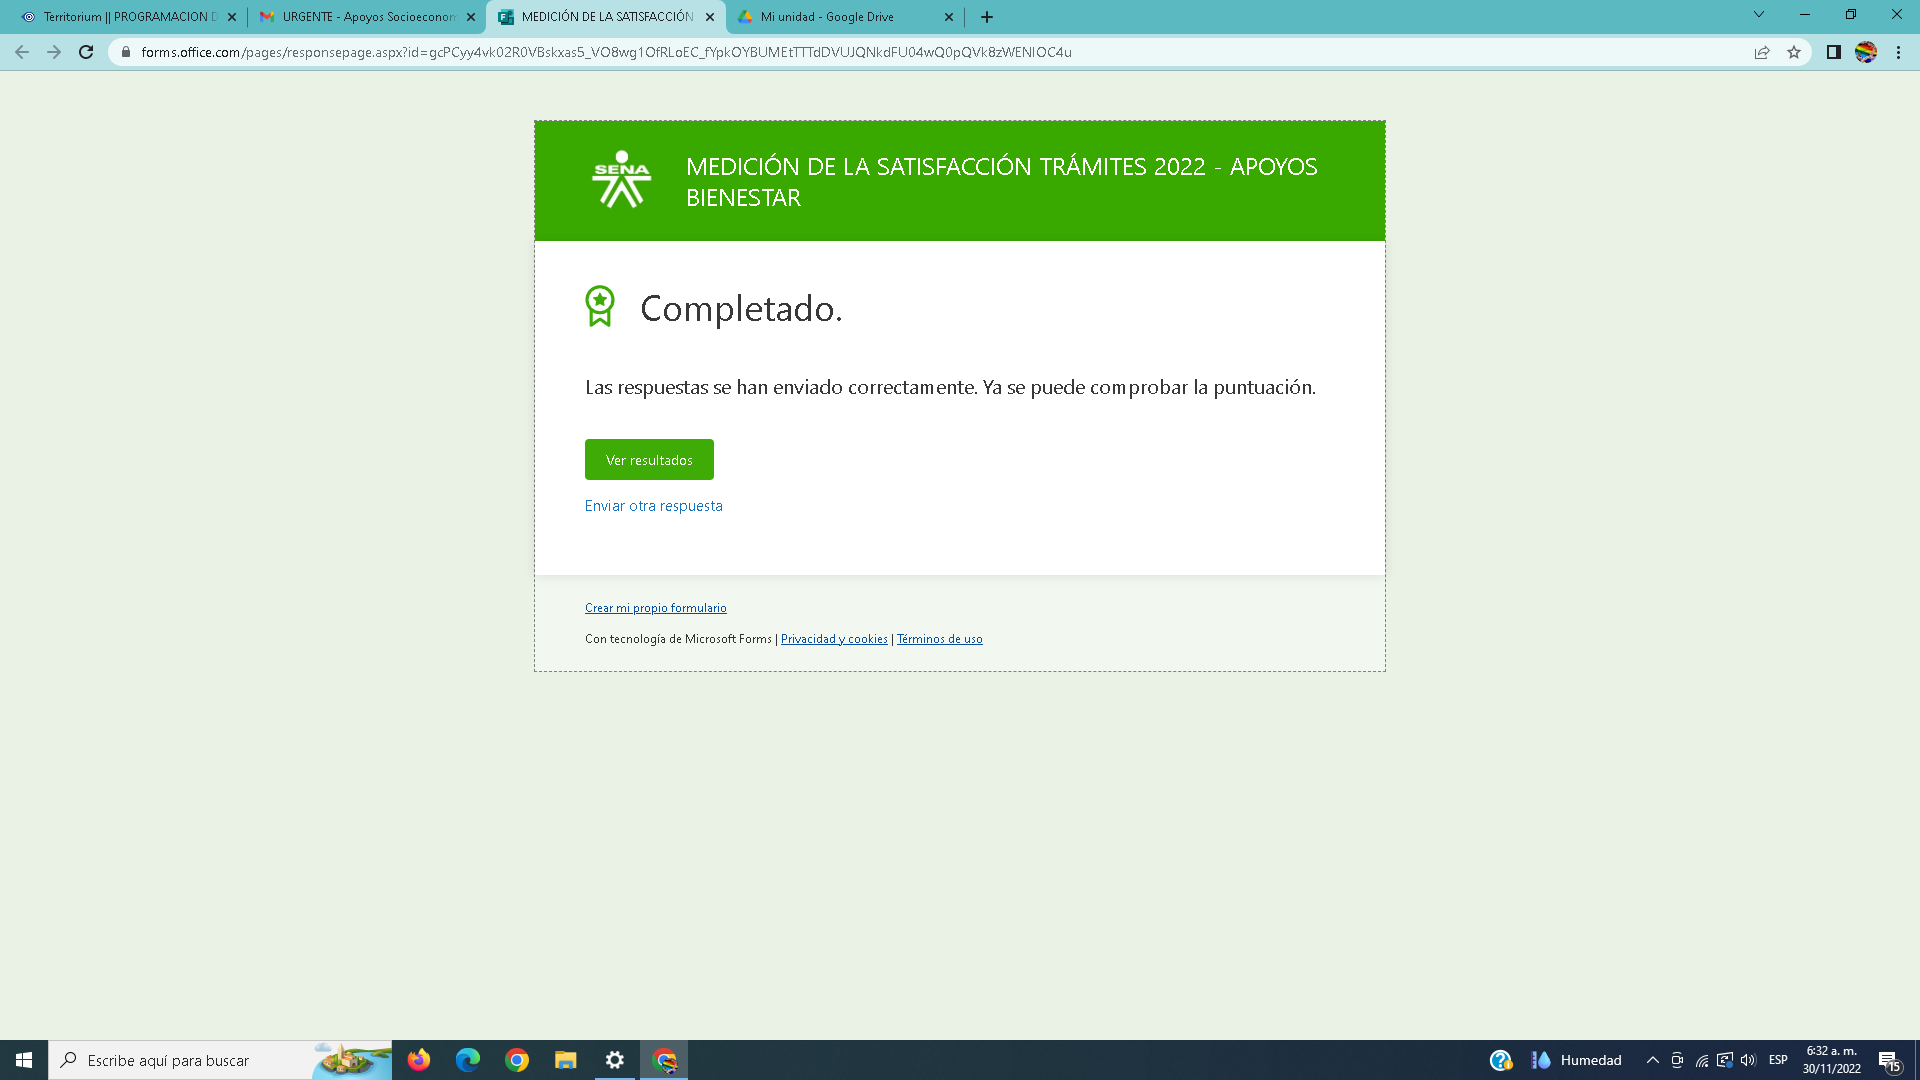 Territorium || PROGRAMACION D
URGENTE - Apoyos Socioeconom
MEDICIÓN DE LA SATISFACCIÓN
Mi unidad - Google Drive
forms.office.com/pages/responsepage.aspx?id=gcPCyy4vk02R0VBskxas5_VO8wg1OfRLoEC_fYpkOYBUMEtTTTdDVUJQNkdFU04wQ0pQVk8zWENIOC4u
SENA
MEDICIÓN DE LA SATISFACCIÓN TRÁMITES 2022 - APOYOS
BIENESTAR
Completado.
Las respuestas se han enviado correctamente. Ya se puede comprobar la puntuación.
Ver resultados
Enviar otra respuesta
Crear mi propio formulario
Con tecnología de Microsoft Forms | Privacidad y cookies | Términos de uso
Escribe aquí para buscar
Humedad
ESP
6:32 a. m.
30/11/2022
15